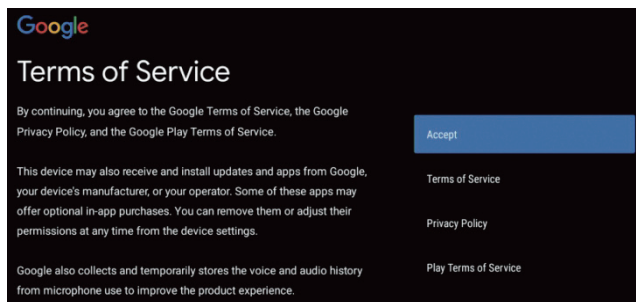 Google
Terms of Service
By continuing, you agree to the Google Terms of Service, the Google
Privacy Policy, and the Google Play Terms of Service.
This device may also receive and install updates and apps from Google,
your device's manufacturer, or your operator. Some of these apps may
offer optional in-app purchases. You can remove them or adjust their
permissions at any time from the device settings.
Google also collects and temporarily stores the voice and audio history
from microphone use to improve the product experience.
Accept
Terms of Service
Privacy Policy
Play Terms of Service